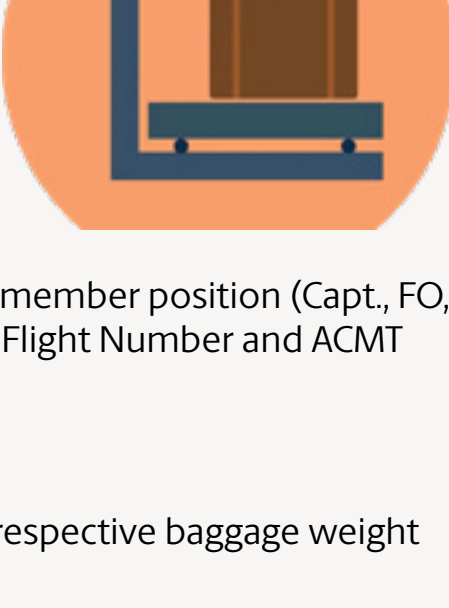 member position (Capt., FO,
Flight Number and ACMT
respective baggage weight